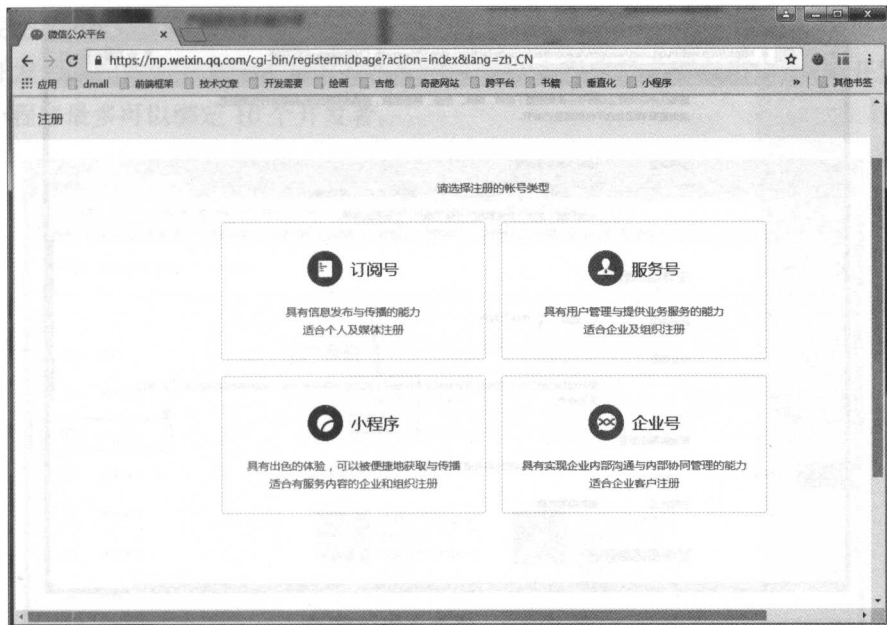 微信公众平台
https://mp.weixin.qq.com/cgi-bin/registermidpage?action=index&lang=zh_CN
应用 dmall 前端框架 技术文章 开发需要 绘画 吉他 奇葩网站 跨平台 书籍 垂直化 小程序 » 其他书签
注册
请选择注册的帐号类型
订阅号
具有信息发布与传播的能力
适合个人及媒体注册
服务号
具有用户管理与提供业务服务的能力
适合企业及组织注册
小程序
具有出色的体验，可以被便捷地获取与传播
适合有服务内容的企业和组织注册
企业号
具有实现企业内部沟通与内部协同管理的能力
适合企业客户注册